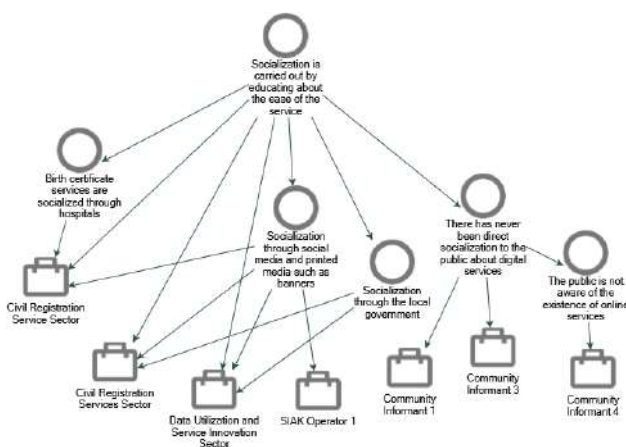 Socialization is
carried out by
educating about
the ease of the
service
Birth certificate
services are
socialized through
hospitals
Socialization
through social
media and printed
media such as
banners
Socialization
through the local
government
There has never
been direct
socialization to the
public about digital
services
The public is not
aware of the
existence of online
services
Civil Registration
Service Sector
Civil Registration
Services Sector
Data Utilization and
Service Innovation
Sector
SIAK Operator 1
Community
Informant 1
Community
Informant 3
Community
Informant 4